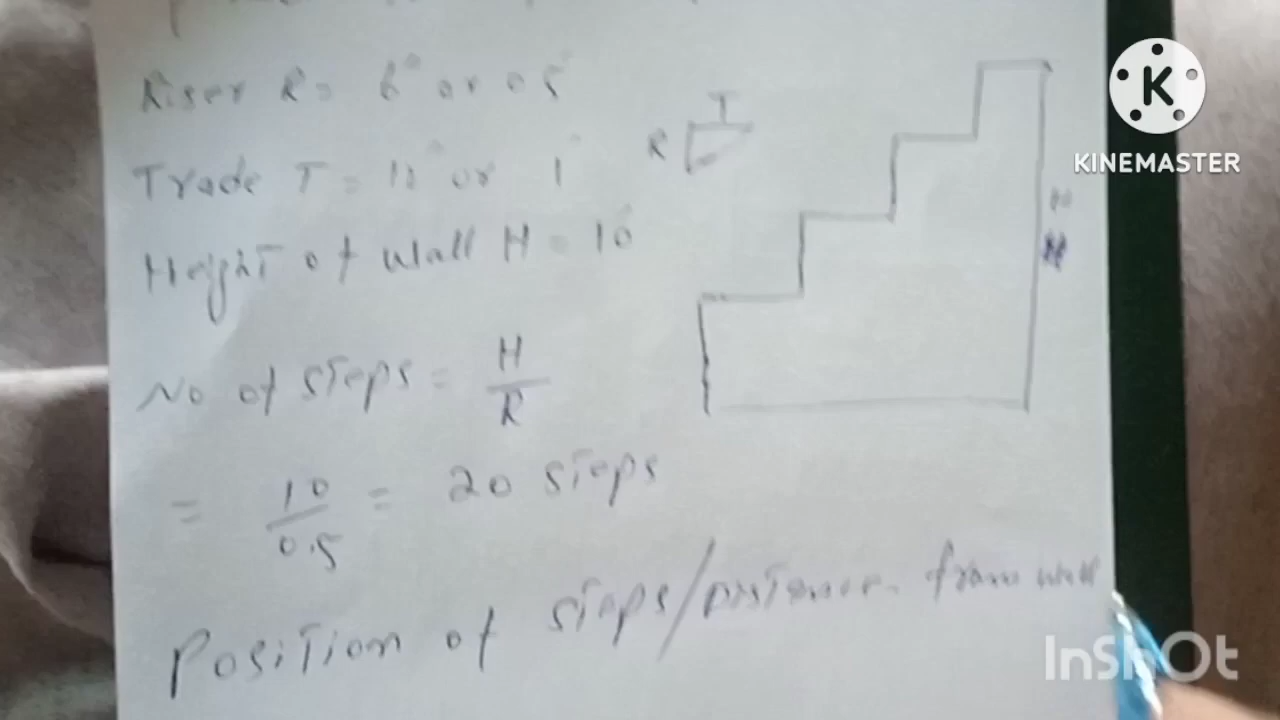 Riser R = 6" or 0.5'
Trade T = 12" or 1'
Height of wall H = 10'
No of steps = H/R
= 10/0.5 = 20 steps
Position of steps/Distance from wall
T
R
H
K
KINEMASTER
InShOt